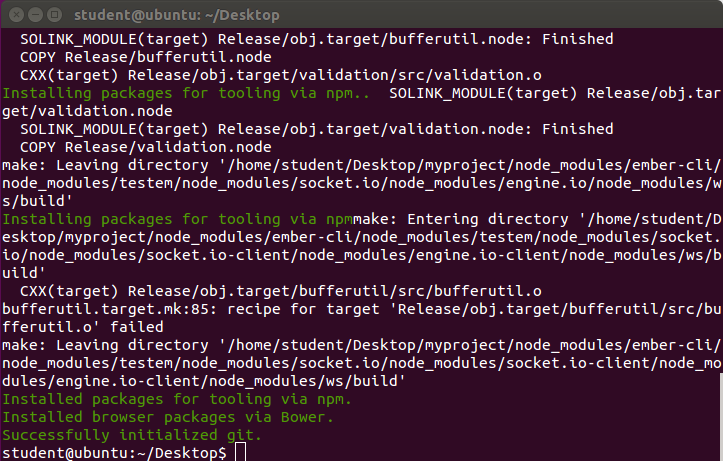 student@ubuntu: ~/Desktop
SOLINK_MODULE(target) Release/obj.target/bufferutil.node: Finished
COPY Release/bufferutil.node
CXX(target) Release/obj.target/validation/src/validation.o
Installing packages for tooling via npm..  SOLINK_MODULE(target) Release/obj.tar
get/validation.node
SOLINK_MODULE(target) Release/obj.target/validation.node: Finished
COPY Release/validation.node
make: Leaving directory '/home/student/Desktop/myproject/node_modules/ember-cli/
node_modules/testem/node_modules/socket.io/node_modules/engine.io/node_modules/w
s/build'
Installing packages for tooling via npmmake: Entering directory '/home/student/D
esktop/myproject/node_modules/ember-cli/node_modules/testem/node_modules/socket.
io/node_modules/socket.io-client/node_modules/engine.io-client/node_modules/ws/b
uild'
CXX(target) Release/obj.target/bufferutil/src/bufferutil.o
bufferutil.target.mk:85: recipe for target 'Release/obj.target/bufferutil/src/bu
fferutil.o' failed
make: Leaving directory '/home/student/Desktop/myproject/node_modules/ember-cli/
node_modules/testem/node_modules/socket.io/node_modules/socket.io-client/node_mo
dules/engine.io-client/node_modules/ws/build'
Installed packages for tooling via npm.
Installed browser packages via Bower.
Successfully initialized git.
student@ubuntu:~/Desktop$